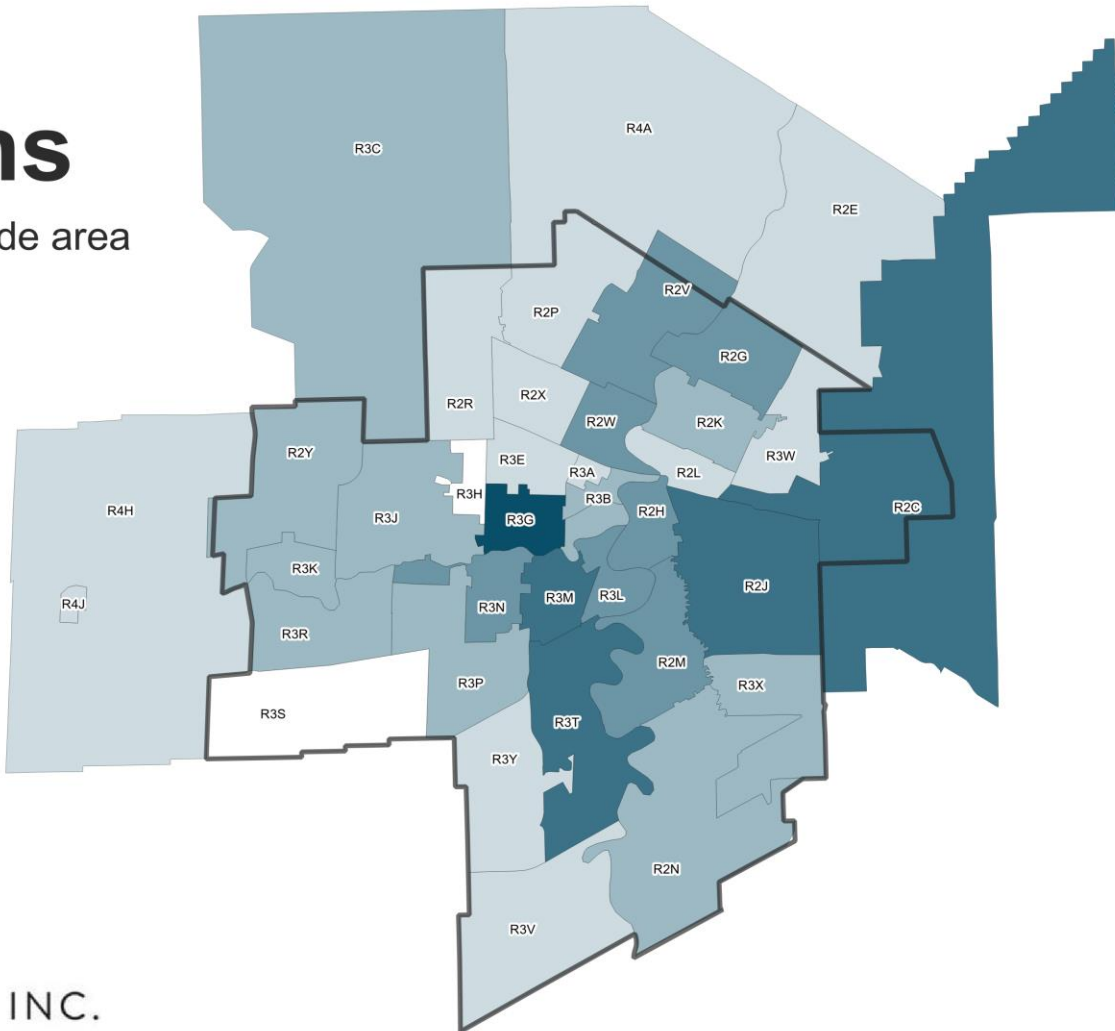 ns
de area
R3C
R4A
R2E
R2V
R2P
R2G
R2X
R2R
R2W
R2K
R2Y
R3E
R3A
R2L
R3W
R3H
R3B
R4H
R3J
R3G
R2H
R2C
R3K
R2J
R4J
R3N
R3M
R3L
R3R
R2M
R3P
R3X
R3S
R3T
R3Y
R2N
R3V
INC.